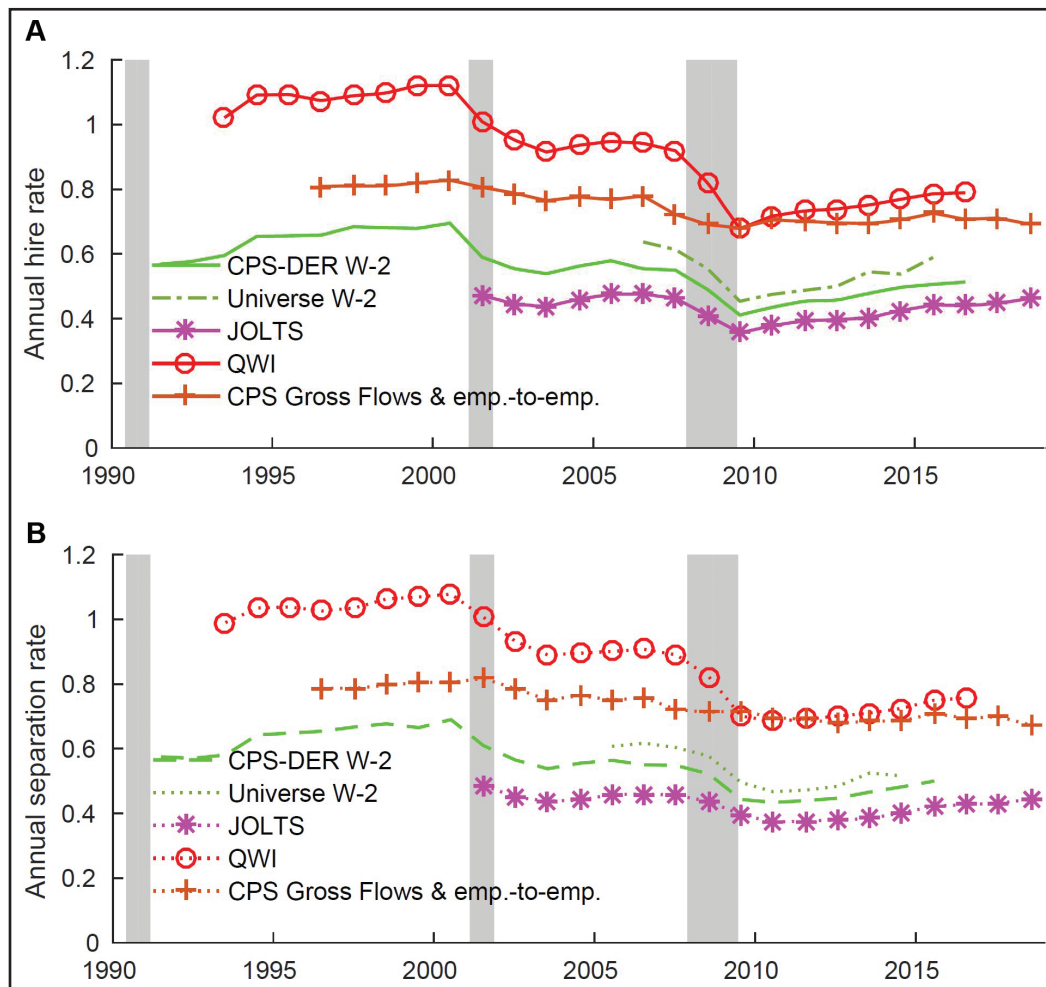 A
1.2
1
0.8
0.6
0.4
0.2
0
Annual hire rate
CPS-DER W-2
Universe W-2
JOLTS
QWI
CPS Gross Flows & emp.-to-emp.
1990 1995 2000 2005 2010 2015
B
1.2
1
0.8
0.6
0.4
0.2
0
Annual separation rate
CPS-DER W-2
Universe W-2
JOLTS
QWI
CPS Gross Flows & emp.-to-emp.
1990 1995 2000 2005 2010 2015